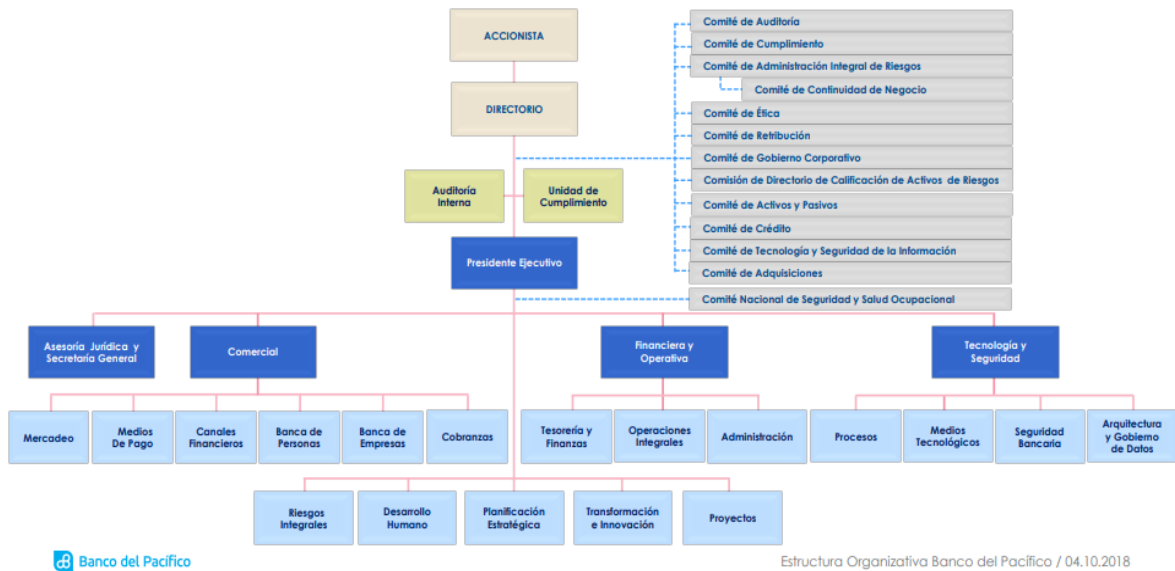 ACCIONISTA
DIRECTORIO
Auditoría
Interna
Unidad de
Cumplimiento
Presidente Ejecutivo
Comité de Auditoría
Comité de Cumplimiento
Comité de Administración Integral de Riesgos
Comité de Continuidad de Negocio
Comité de Ética
Comité de Retribución
Comité de Gobierno Corporativo
Comisión de Directorio de Calificación de Activos de Riesgos
Comité de Activos y Pasivos
Comité de Crédito
Comité de Tecnología y Seguridad de la Información
Comité de Adquisiciones
Comité Nacional de Seguridad y Salud Ocupacional
Asesoría Jurídica y
Secretaría General
Comercial
Financiera y
Operativa
Tecnología y
Seguridad
Mercadeo
Medios
De Pago
Canales
Financieros
Banca de
Personas
Banca de
Empresas
Cobranzas
Tesorería y
Finanzas
Operaciones
Integrales
Administración
Procesos
Medios
Tecnológicos
Seguridad
Bancaria
Arquitectura
y Gobierno
de Datos
Riesgos
Integrales
Desarrollo
Humano
Planificación
Estratégica
Transformación
e Innovación
Proyectos
Banco del Pacífico
Estructura Organizativa Banco del Pacífico / 04.10.2018